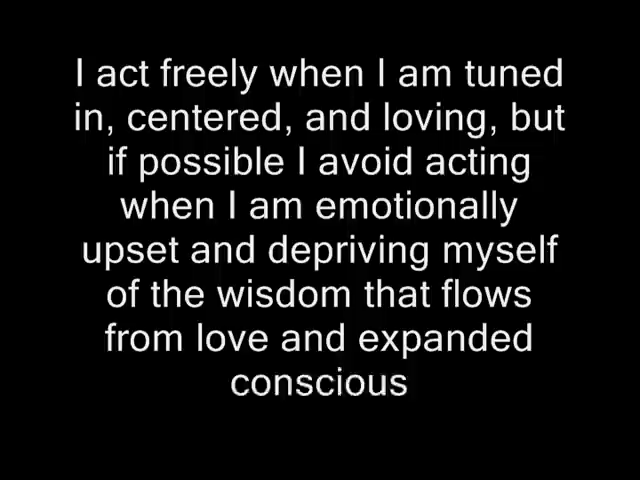 I act freely when I am tuned
in, centered, and loving, but
if possible I avoid acting
when I am emotionally
upset and depriving myself
of the wisdom that flows
from love and expanded
conscious